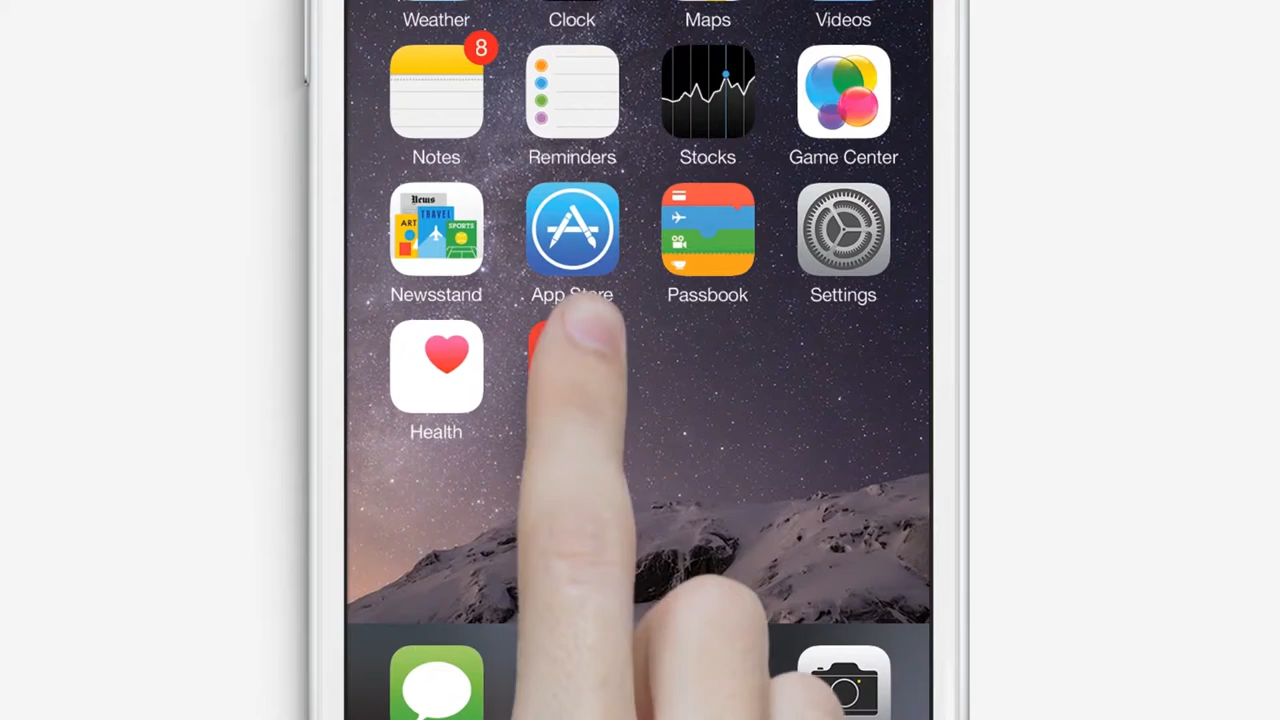 Weather
Clock
Maps
Videos
8
Notes
Reminders
Stocks
Game Center
News
ART
TRAVEL
SPORTS
Newsstand
App Store
Passbook
Settings
Health